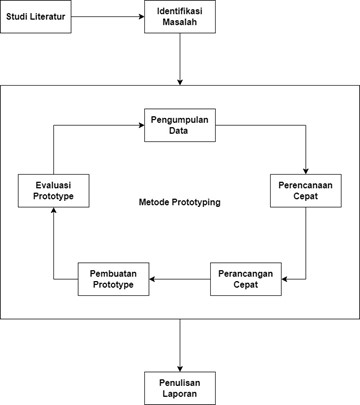 Studi Literatur
Identifikasi
Masalah
Pengumpulan
Data
Evaluasi
Prototype
Metode Prototyping
Perencanaan
Cepat
Pembuatan
Prototype
Perancangan
Cepat
Penulisan
Laporan